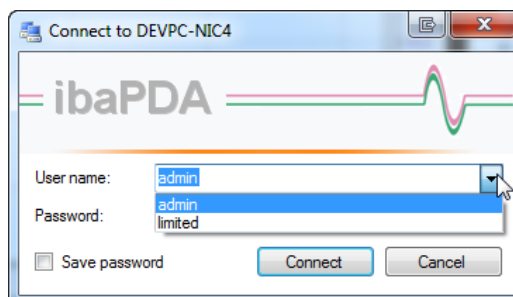 Connect to DEVPC-NIC4
ibaPDA
User name: admin
admin
Password:
limited
Save password Connect Cancel